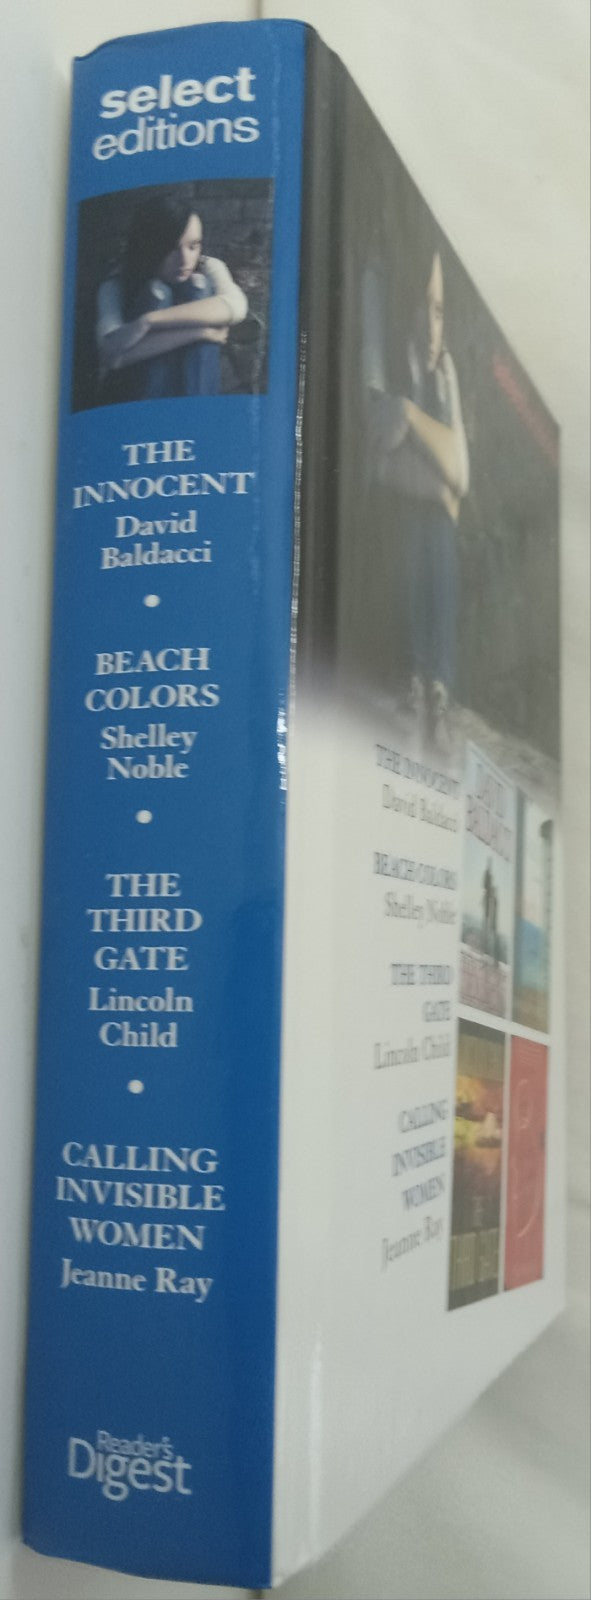 select
editions
THE
INNOCENT
David
Baldacci
BEACH
COLORS
Shelley
Noble
THE
THIRD
GATE
Lincoln
Child
CALLING
INVISIBLE
WOMEN
Jeanne Ray
Reader's
Digest
THE INNOCENT
David Baldacci
BEACH COLORS
Shelley Noble
THE THIRD
GATE
Lincoln Child
CALLING
INVISIBLE
WOMEN
Jeanne Ray
DAVID
BALDACCI